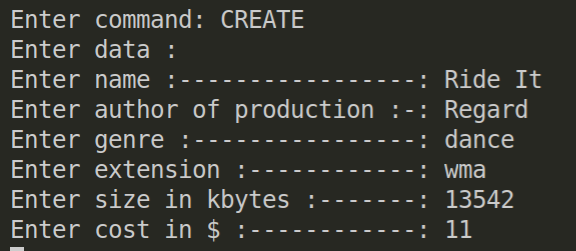 Enter command: CREATE
Enter data :
Enter name :-----------------: Ride It
Enter author of production :-: Regard
Enter genre :----------------: dance
Enter extension :------------: wma
Enter size in kbytes :-------: 13542
Enter cost in $ :------------: 11